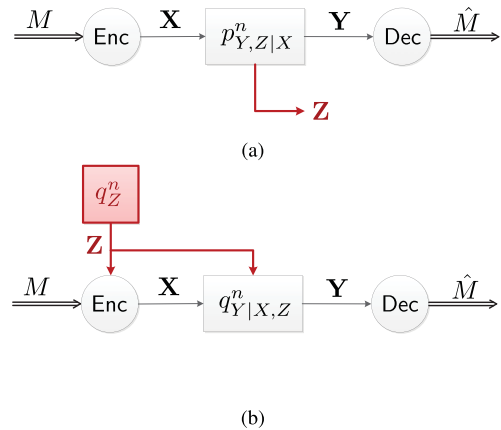 M Enc X p^n_{Y,Z|X} Y Dec M̂
Z
(a)
q^n_Z
Z
M Enc X q^n_{Y|X,Z} Y Dec M̂
(b)